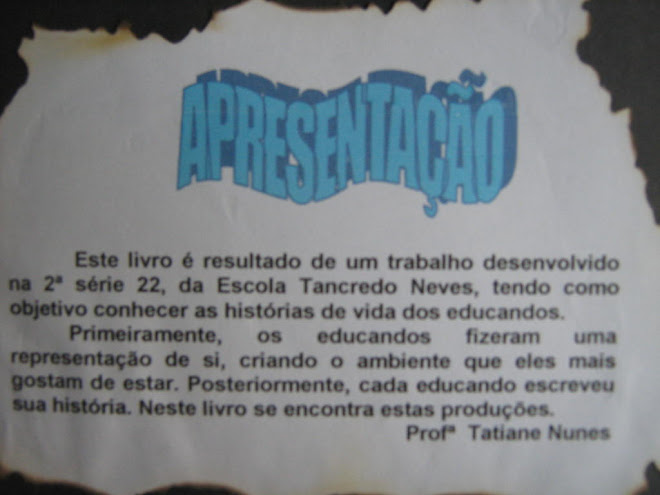 APRESENTAÇÃO
Este livro é resultado de um trabalho desenvolvido
na 2ª série 22, da Escola Tancredo Neves, tendo como
objetivo conhecer as histórias de vida dos educandos.
Primeiramente, os educandos fizeram uma
representação de si, criando o ambiente que eles mais
gostam de estar. Posteriormente, cada educando escreveu
sua história. Neste livro se encontra estas produções.
Profª Tatiane Nunes